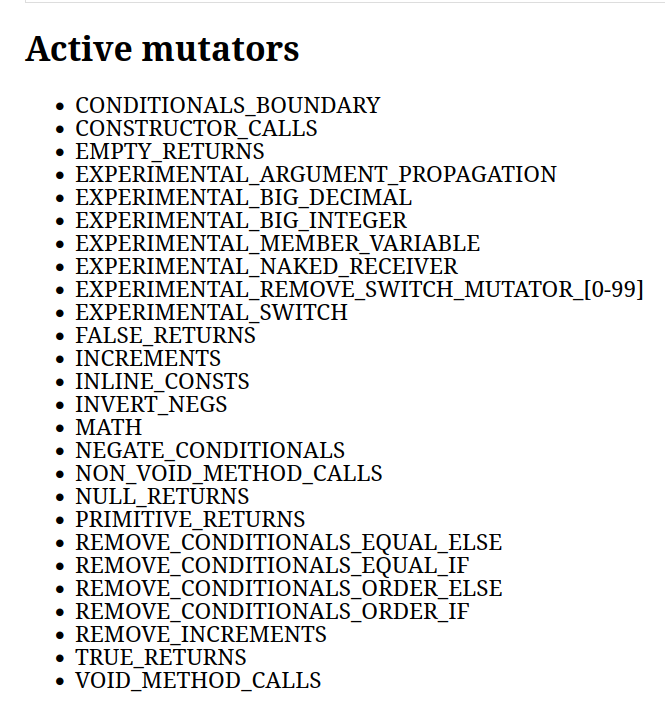 Active mutators
CONDITIONALS_BOUNDARY
CONSTRUCTOR_CALLS
EMPTY_RETURNS
EXPERIMENTAL_ARGUMENT_PROPAGATION
EXPERIMENTAL_BIG_DECIMAL
EXPERIMENTAL_BIG_INTEGER
EXPERIMENTAL_MEMBER_VARIABLE
EXPERIMENTAL_NAKED_RECEIVER
EXPERIMENTAL_REMOVE_SWITCH_MUTATOR_[0-99]
EXPERIMENTAL_SWITCH
FALSE_RETURNS
INCREMENTS
INLINE_CONSTS
INVERT_NEGS
MATH
NEGATE_CONDITIONALS
NON_VOID_METHOD_CALLS
NULL_RETURNS
PRIMITIVE_RETURNS
REMOVE_CONDITIONALS_EQUAL_ELSE
REMOVE_CONDITIONALS_EQUAL_IF
REMOVE_CONDITIONALS_ORDER_ELSE
REMOVE_CONDITIONALS_ORDER_IF
REMOVE_INCREMENTS
TRUE_RETURNS
VOID_METHOD_CALLS